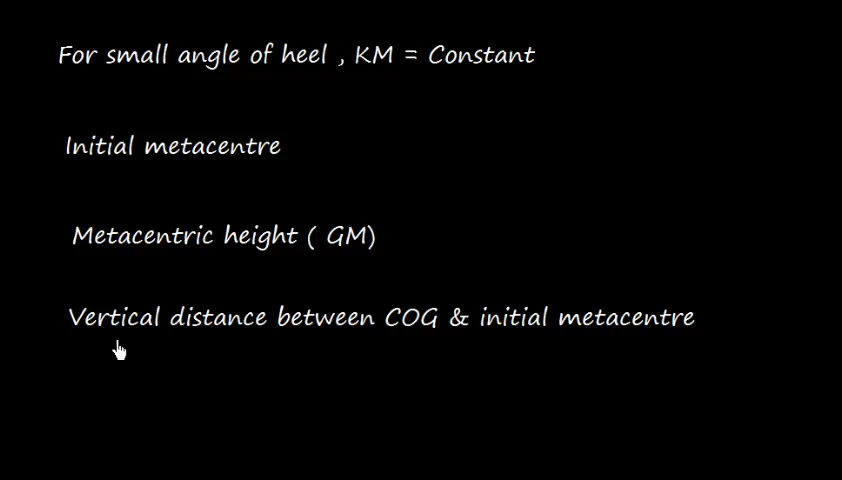 For small angle of heel , KM = Constant
Initial metacentre
Metacentric height ( GM)
Vertical distance between COG & initial metacentre